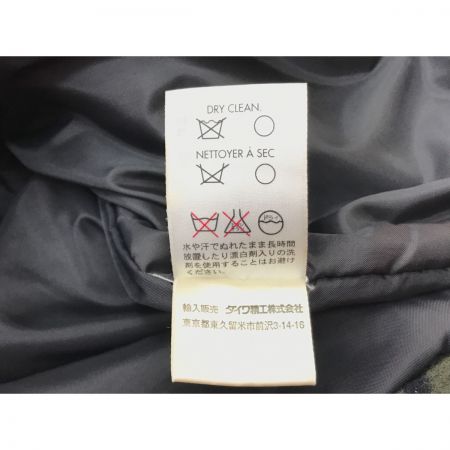 DRY CLEAN.
NETTOYER À SEC
水や汗でぬれたまま長時間
放置したり漂白剤入りの洗
剤を使用することはお避け
ください。
輸入販売 ダイワ精工株式会社
東京都東久留米市前沢3-14-16